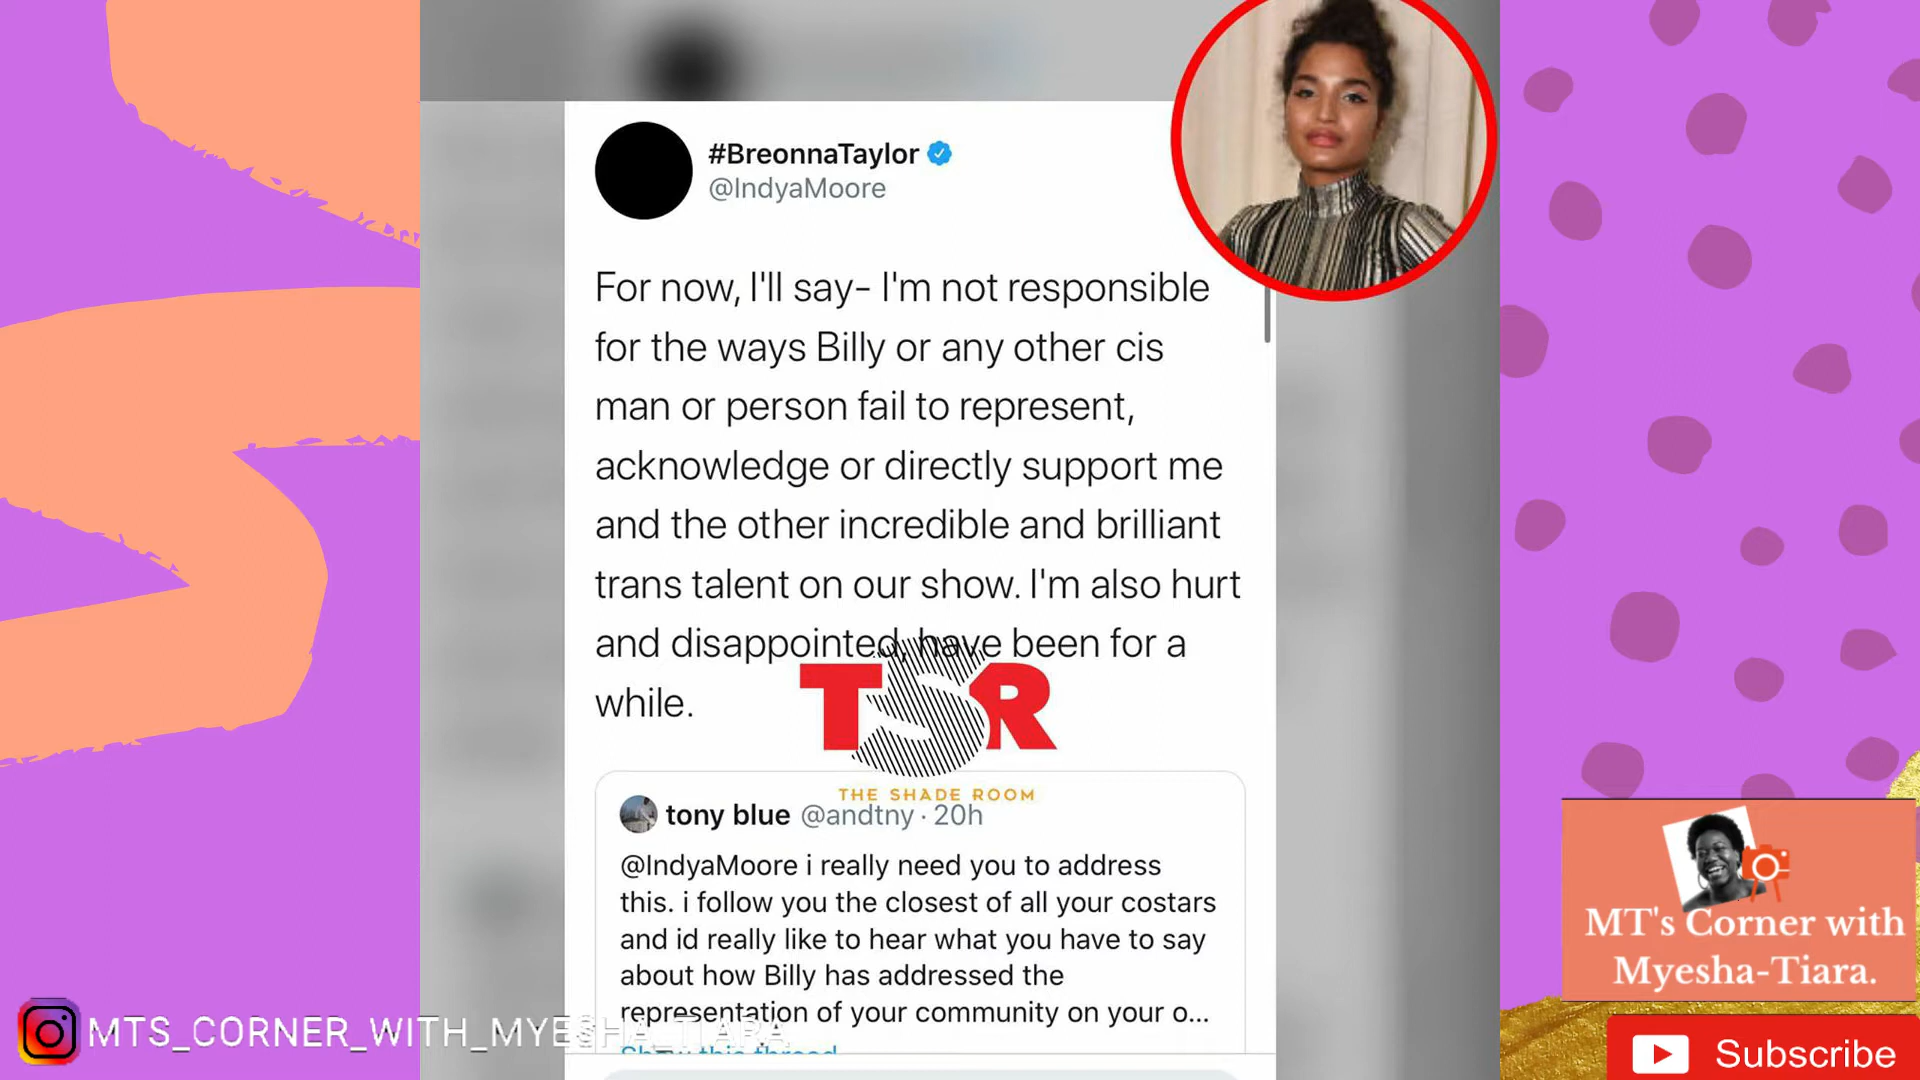 #BreonnaTaylor
@IndyaMoore
For now, I'll say- I'm not responsible
for the ways Billy or any other cis
man or person fail to represent,
acknowledge or directly support me
and the other incredible and brilliant
trans talent on our show. I'm also hurt
and disappointed, have been for a
while.
TSR
THE SHADE ROOM
tony blue @andtny · 20h
@IndyaMoore i really need you to address
this. i follow you the closest of all your costars
and id really like to hear what you have to say
about how Billy has addressed the
representation of your community on your o...
Show this thread
MTS_CORNER_WITH_MYESHA_TIARA
MT's Corner with
Myesha-Tiara.
Subscribe